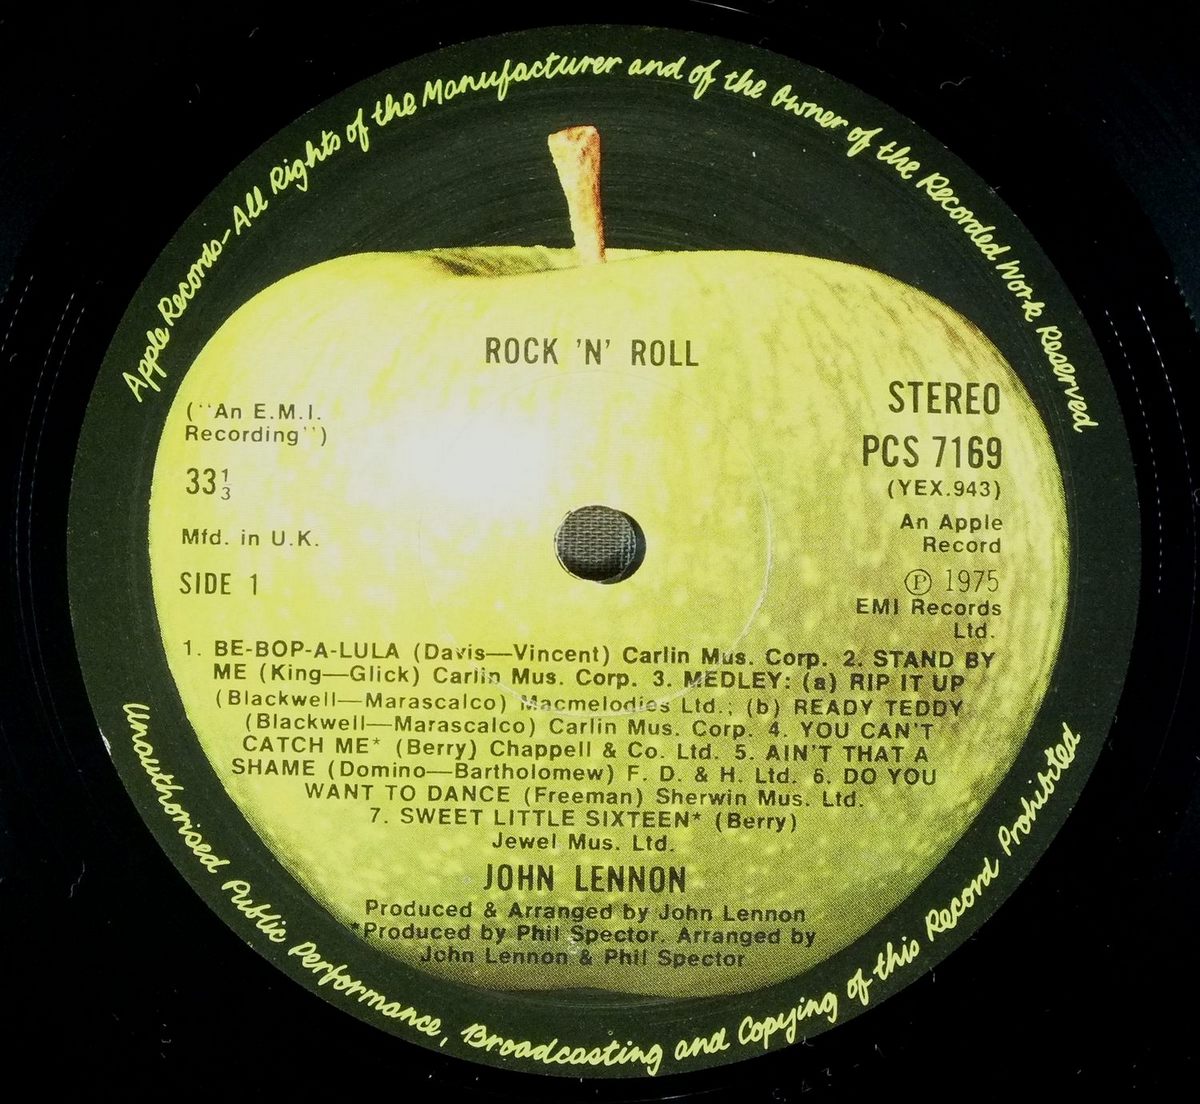 Apple Records-All Rights of the Manufacturer and of the Owner of the Recorded Work Reserved
ROCK 'N' ROLL
(''An E.M.I.
Recording'')
33⅓
Mfd. in U.K.
SIDE 1
STEREO
PCS 7169
(YEX.943)
An Apple
Record
Ⓟ 1975
EMI Records
Ltd.
1. BE-BOP-A-LULA (Davis—Vincent) Carlin Mus. Corp. 2. STAND BY
ME (King—Glick) Carlin Mus. Corp. 3. MEDLEY: (a) RIP IT UP
(Blackwell—Marascalco) Macmelodies Ltd.; (b) READY TEDDY
(Blackwell—Marascalco) Carlin Mus. Corp. 4. YOU CAN'T
CATCH ME* (Berry) Chappell & Co. Ltd. 5. AIN'T THAT A
SHAME (Domino—Bartholomew) F. D. & H. Ltd. 6. DO YOU
WANT TO DANCE (Freeman) Sherwin Mus. Ltd.
7. SWEET LITTLE SIXTEEN* (Berry)
Jewel Mus. Ltd.
JOHN LENNON
Produced & Arranged by John Lennon
*Produced by Phil Spector. Arranged by
John Lennon & Phil Spector
Unauthorised Public Performance, Broadcasting and Copying of this Record Prohibited